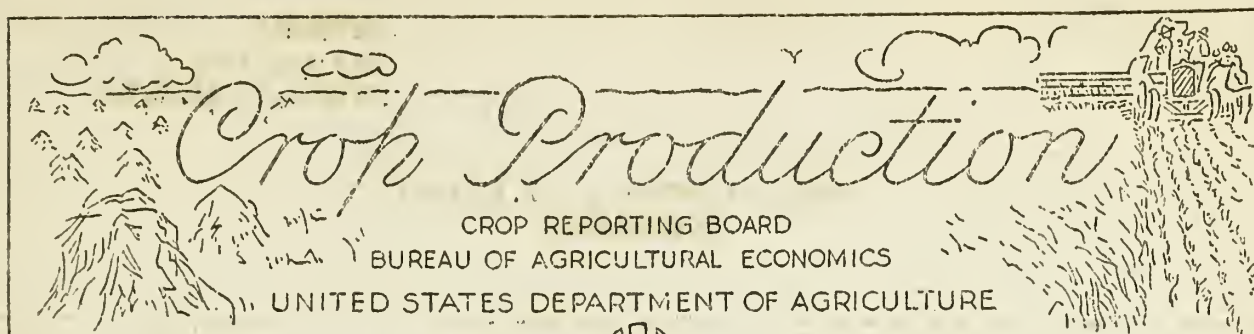 Crop Production
CROP REPORTING BOARD
BUREAU OF AGRICULTURAL ECONOMICS
UNITED STATES DEPARTMENT OF AGRICULTURE